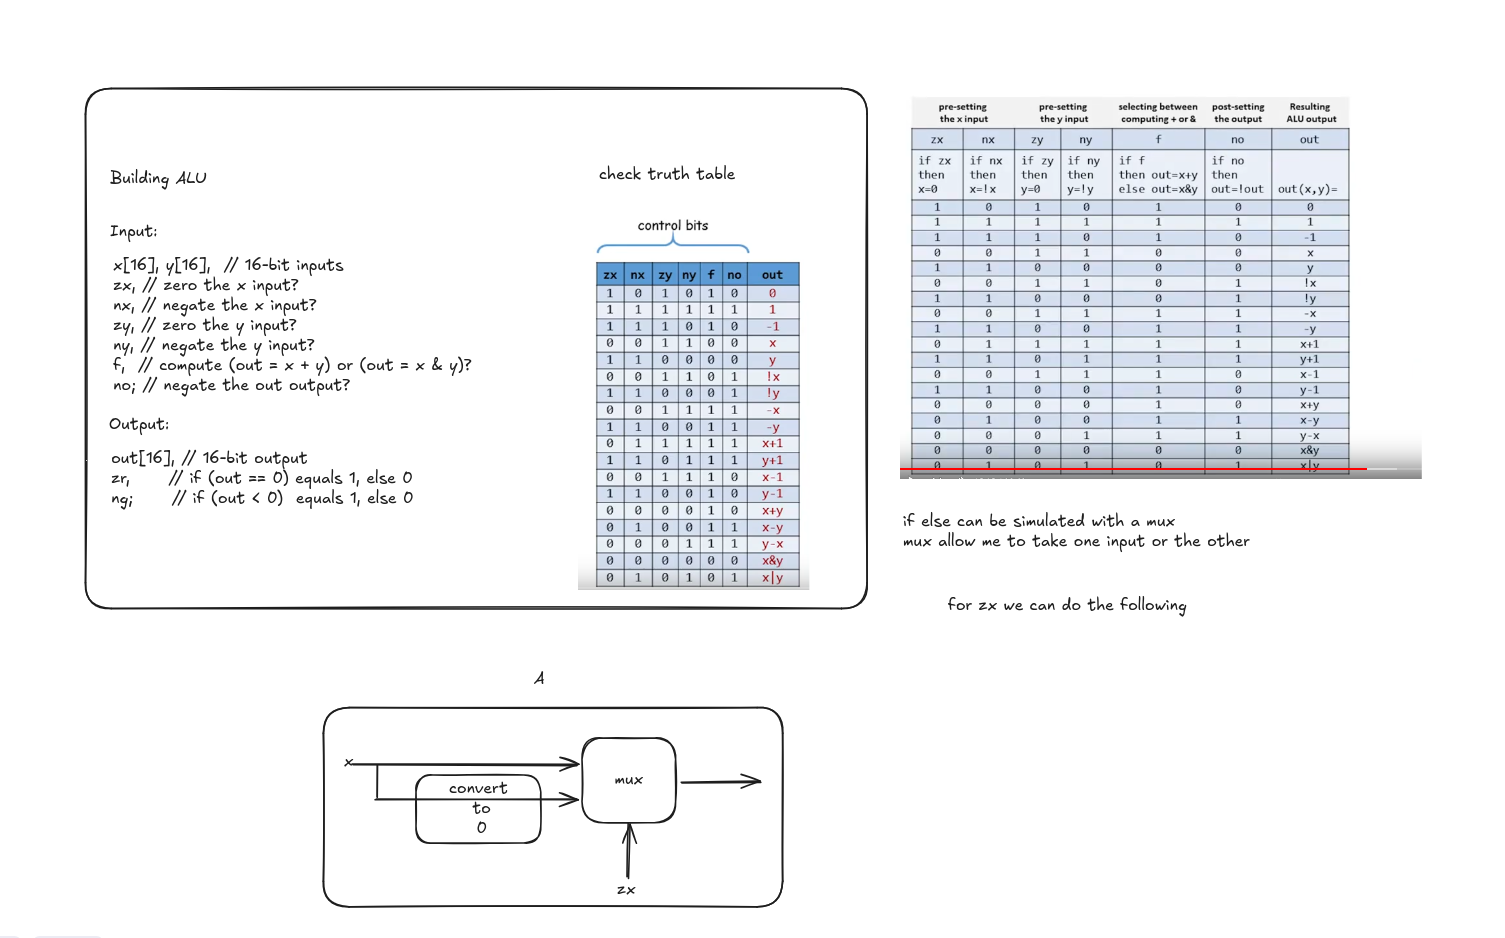 Building ALU
Input:
x[16], y[16], // 16-bit inputs
zx, // zero the x input?
nx, // negate the x input?
zy, // zero the y input?
ny, // negate the y input?
f, // compute (out = x + y) or (out = x & y)?
no; // negate the out output?
Output:
out[16], // 16-bit output
zr, // if (out == 0) equals 1, else 0
ng; // if (out < 0) equals 1, else 0
check truth table
control bits
zx nx zy ny f no out
1 0 1 0 1 0 0
1 1 1 1 1 1 1
1 1 1 0 1 0 -1
0 0 1 1 0 0 x
1 1 0 0 0 0 y
0 0 1 1 0 1 !x
1 1 0 0 0 1 !y
0 0 1 1 1 1 -x
1 1 0 0 1 1 -y
0 1 1 1 1 1 x+1
1 1 0 1 1 1 y+1
0 0 1 1 1 0 x-1
1 1 0 0 1 0 y-1
0 0 0 0 1 0 x+y
0 1 0 0 1 1 x-y
0 0 0 1 1 1 y-x
0 0 0 0 0 0 x&y
0 1 0 1 0 1 x|y
pre-setting pre-setting selecting between post-setting Resulting
the x input the y input computing + or & the output ALU output
zx nx zy ny f no out
if zx if nx if zy if ny if f if no
then then then then then out=x+y then
x=0 x=!x y=0 y=!y else out=x&y out=!out out(x,y)=
1 0 1 0 1 0 0
1 1 1 1 1 1 1
1 1 1 0 1 0 -1
0 0 1 1 0 0 x
1 1 0 0 0 0 y
0 0 1 1 0 1 !x
1 1 0 0 0 1 !y
0 0 1 1 1 1 -x
1 1 0 0 1 1 -y
0 1 1 1 1 1 x+1
1 1 0 1 1 1 y+1
0 0 1 1 1 0 x-1
1 1 0 0 1 0 y-1
0 0 0 0 1 0 x+y
0 1 0 0 1 1 x-y
0 0 0 1 1 1 y-x
0 0 0 0 0 0 x&y
0 1 0 1 0 1 x|y
if else can be simulated with a mux
mux allow me to take one input or the other
for zx we can do the following
A
x
convert
to
0
mux
zx